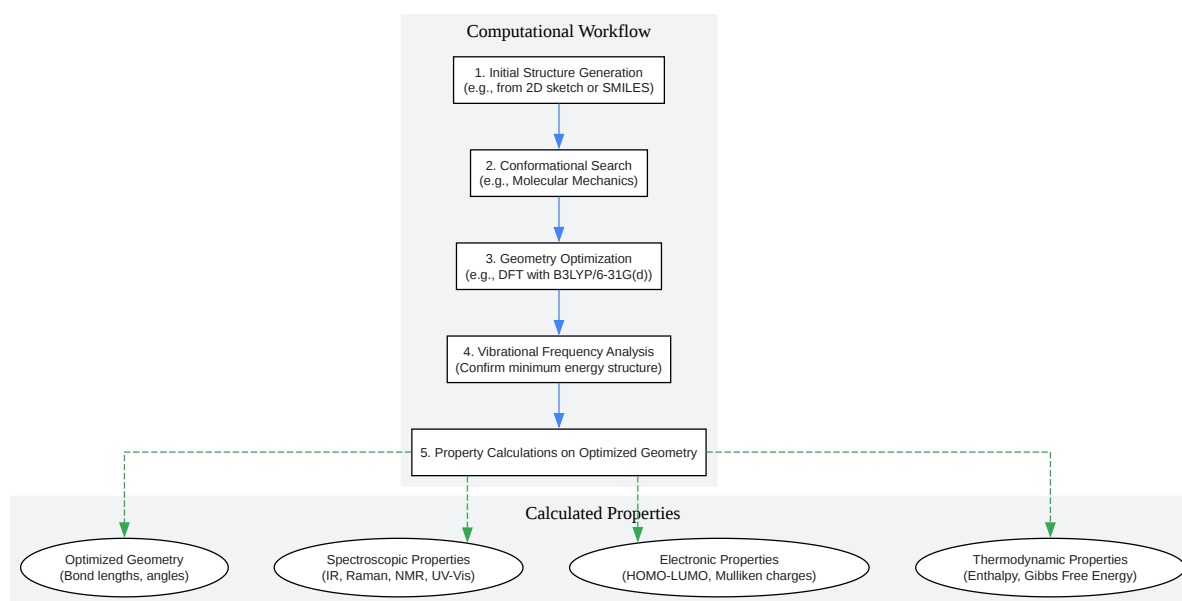 Computational Workflow
1. Initial Structure Generation
(e.g., from 2D sketch or SMILES)
2. Conformational Search
(e.g., Molecular Mechanics)
3. Geometry Optimization
(e.g., DFT with B3LYP/6-31G(d))
4. Vibrational Frequency Analysis
(Confirm minimum energy structure)
5. Property Calculations on Optimized Geometry
Calculated Properties
Optimized Geometry
(Bond lengths, angles)
Spectroscopic Properties
(IR, Raman, NMR, UV-Vis)
Electronic Properties
(HOMO-LUMO, Mulliken charges)
Thermodynamic Properties
(Enthalpy, Gibbs Free Energy)